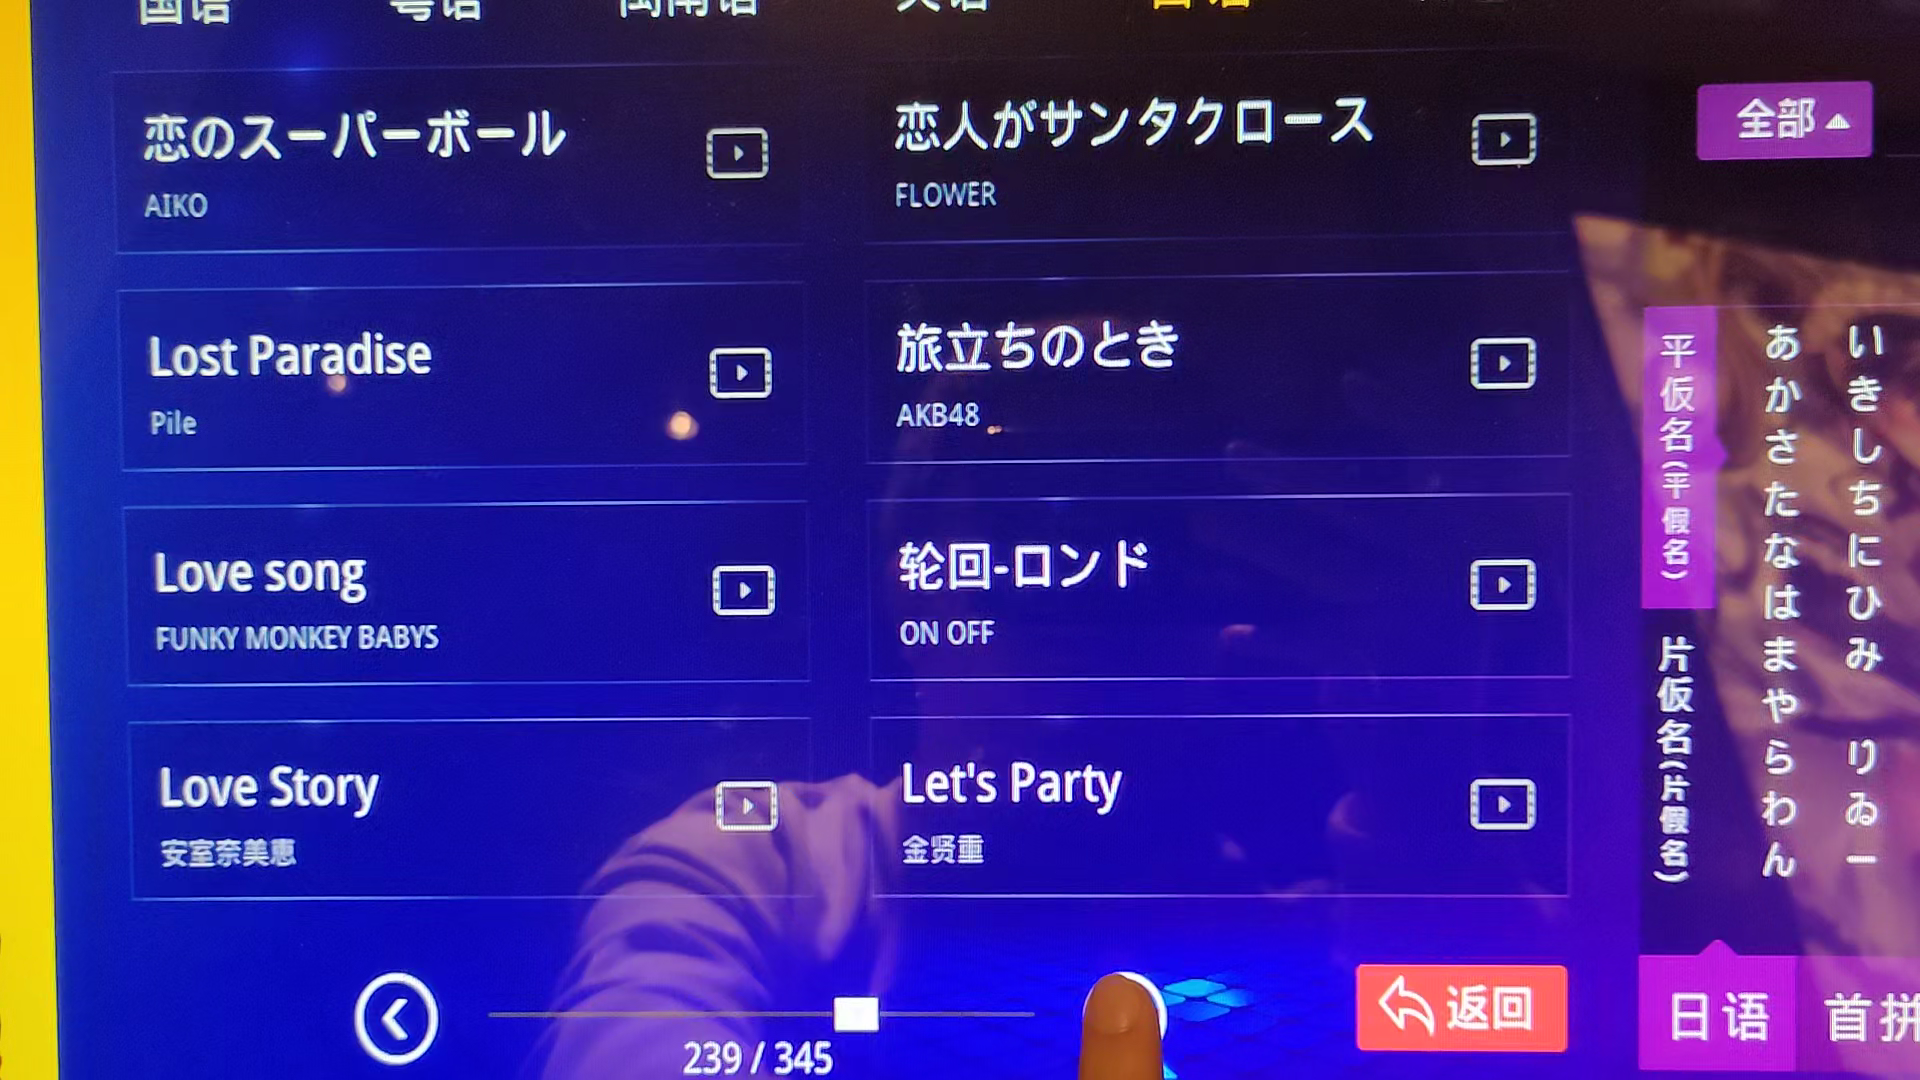 国语 粤语 闽南语 英语 日语
恋のスーパーボール
AIKO
恋人がサンタクロース
FLOWER
全部
Lost Paradise
Pile
旅立ちのとき
AKB48
Love song
FUNKY MONKEY BABYS
轮回-ロンド
ON OFF
Love Story
安室奈美恵
Let's Party
金贤重
平仮名(平假名)
片仮名(片假名)
あかさたなはまやらわん
いきしちにひみ りゐー
239 / 345
返回
日语
首拼